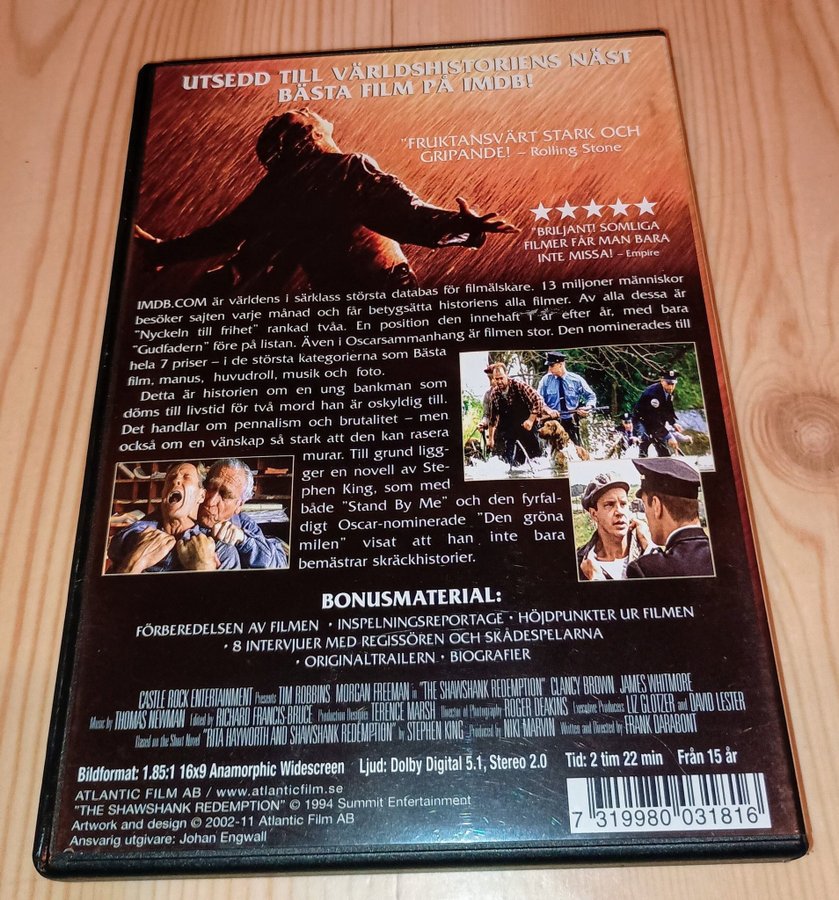 UTSEDD TILL VÄRLDSHISTORIENS NÄST
BÄSTA FILM PÅ IMDB!
"FRUKTANSVÄRT STARK OCH
GRIPANDE! – Rolling Stone
"BRILJANT! SOMLIGA
FILMER FÅR MAN BARA
INTE MISSA! – Empire
IMDB.COM är världens i särklass största databas för filmälskare. 13 miljoner människor
besöker sajten varje månad och får betygsätta historiens alla filmer. Av alla dessa är
"Nyckeln till frihet" rankad tvåa. En position den innehaft år efter år, med bara
"Gudfadern" före på listan. Även i Oscarsammanhang är filmen stor. Den nominerades till
hela 7 priser – i de största kategorierna som Bästa
film, manus, huvudroll, musik och foto.
Detta är historien om en ung bankman som
döms till livstid för två mord han är oskyldig till.
Det handlar om pennalism och brutalitet – men
också om en vänskap så stark att den kan rasera
murar. Till grund ligg-
ger en novell av Ste-
phen King, som med
både "Stand By Me" och den fyrfal-
digt Oscar-nominerade "Den gröna
milen" visat att han inte bara
bemästrar skräckhistorier.
BONUSMATERIAL:
FÖRBEREDELSEN AV FILMEN · INSPELNINGSREPORTAGE · HÖJDPUNKTER UR FILMEN
· 8 INTERVJUER MED REGISSÖREN OCH SKÅDESPELARNA
· ORIGINALTRAILERN · BIOGRAFIER
CASTLE ROCK ENTERTAINMENT Presents TIM ROBBINS MORGAN FREEMAN in "THE SHAWSHANK REDEMPTION" CLANCY BROWN JAMES WHITMORE
Music by THOMAS NEWMAN Edited by RICHARD FRANCIS-BRUCE Production Designer TERENCE MARSH Director of Photography ROGER DEAKINS Executive Producers LIZ GLOTZER and DAVID LESTER
Based on the Short Novel "RITA HAYWORTH AND SHAWSHANK REDEMPTION" by STEPHEN KING Produced by NIKI MARVIN Written and Directed by FRANK DARABONT
Bildformat: 1.85:1 16x9 Anamorphic Widescreen · Ljud: Dolby Digital 5.1, Stereo 2.0 Tid: 2 tim 22 min Från 15 år
ATLANTIC FILM AB / www.atlanticfilm.se
"THE SHAWSHANK REDEMPTION" © 1994 Summit Entertainment
Artwork and design © 2002-11 Atlantic Film AB
Ansvarig utgivare: Johan Engwall
7 319980 031816